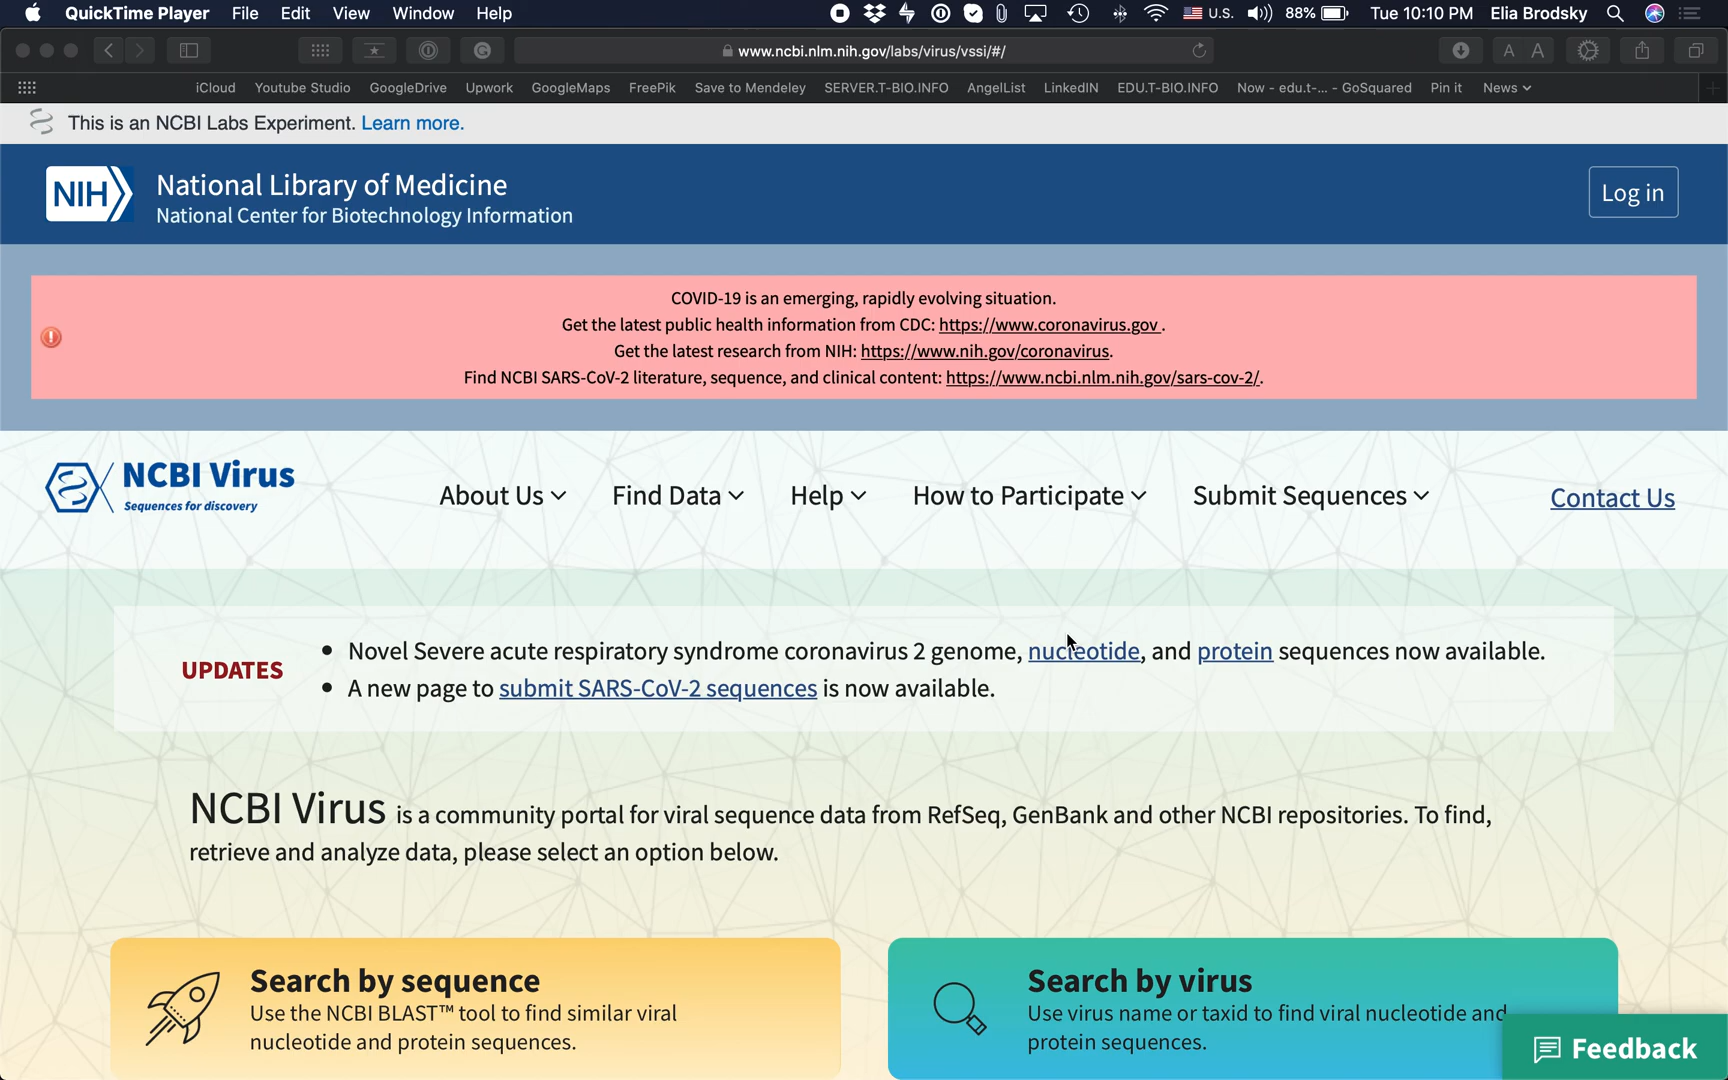 QuickTime Player File Edit View Window Help U.S. 88% Tue 10:10 PM Elia Brodsky
www.ncbi.nlm.nih.gov/labs/virus/vssi/#/ A A
iCloud Youtube Studio GoogleDrive Upwork GoogleMaps FreePik Save to Mendeley SERVER.T-BIO.INFO AngelList LinkedIN EDU.T-BIO.INFO Now - edu.t-... - GoSquared Pin it News
This is an NCBI Labs Experiment. Learn more.
NIH National Library of Medicine
National Center for Biotechnology Information
Log in
COVID-19 is an emerging, rapidly evolving situation.
Get the latest public health information from CDC: https://www.coronavirus.gov .
Get the latest research from NIH: https://www.nih.gov/coronavirus.
Find NCBI SARS-CoV-2 literature, sequence, and clinical content: https://www.ncbi.nlm.nih.gov/sars-cov-2/.
NCBI Virus
Sequences for discovery
About Us Find Data Help How to Participate Submit Sequences Contact Us
UPDATES
• Novel Severe acute respiratory syndrome coronavirus 2 genome, nucleotide, and protein sequences now available.
• A new page to submit SARS-CoV-2 sequences is now available.
NCBI Virus is a community portal for viral sequence data from RefSeq, GenBank and other NCBI repositories. To find,
retrieve and analyze data, please select an option below.
Search by sequence
Use the NCBI BLAST™ tool to find similar viral
nucleotide and protein sequences.
Search by virus
Use virus name or taxid to find viral nucleotide and
protein sequences.
Feedback